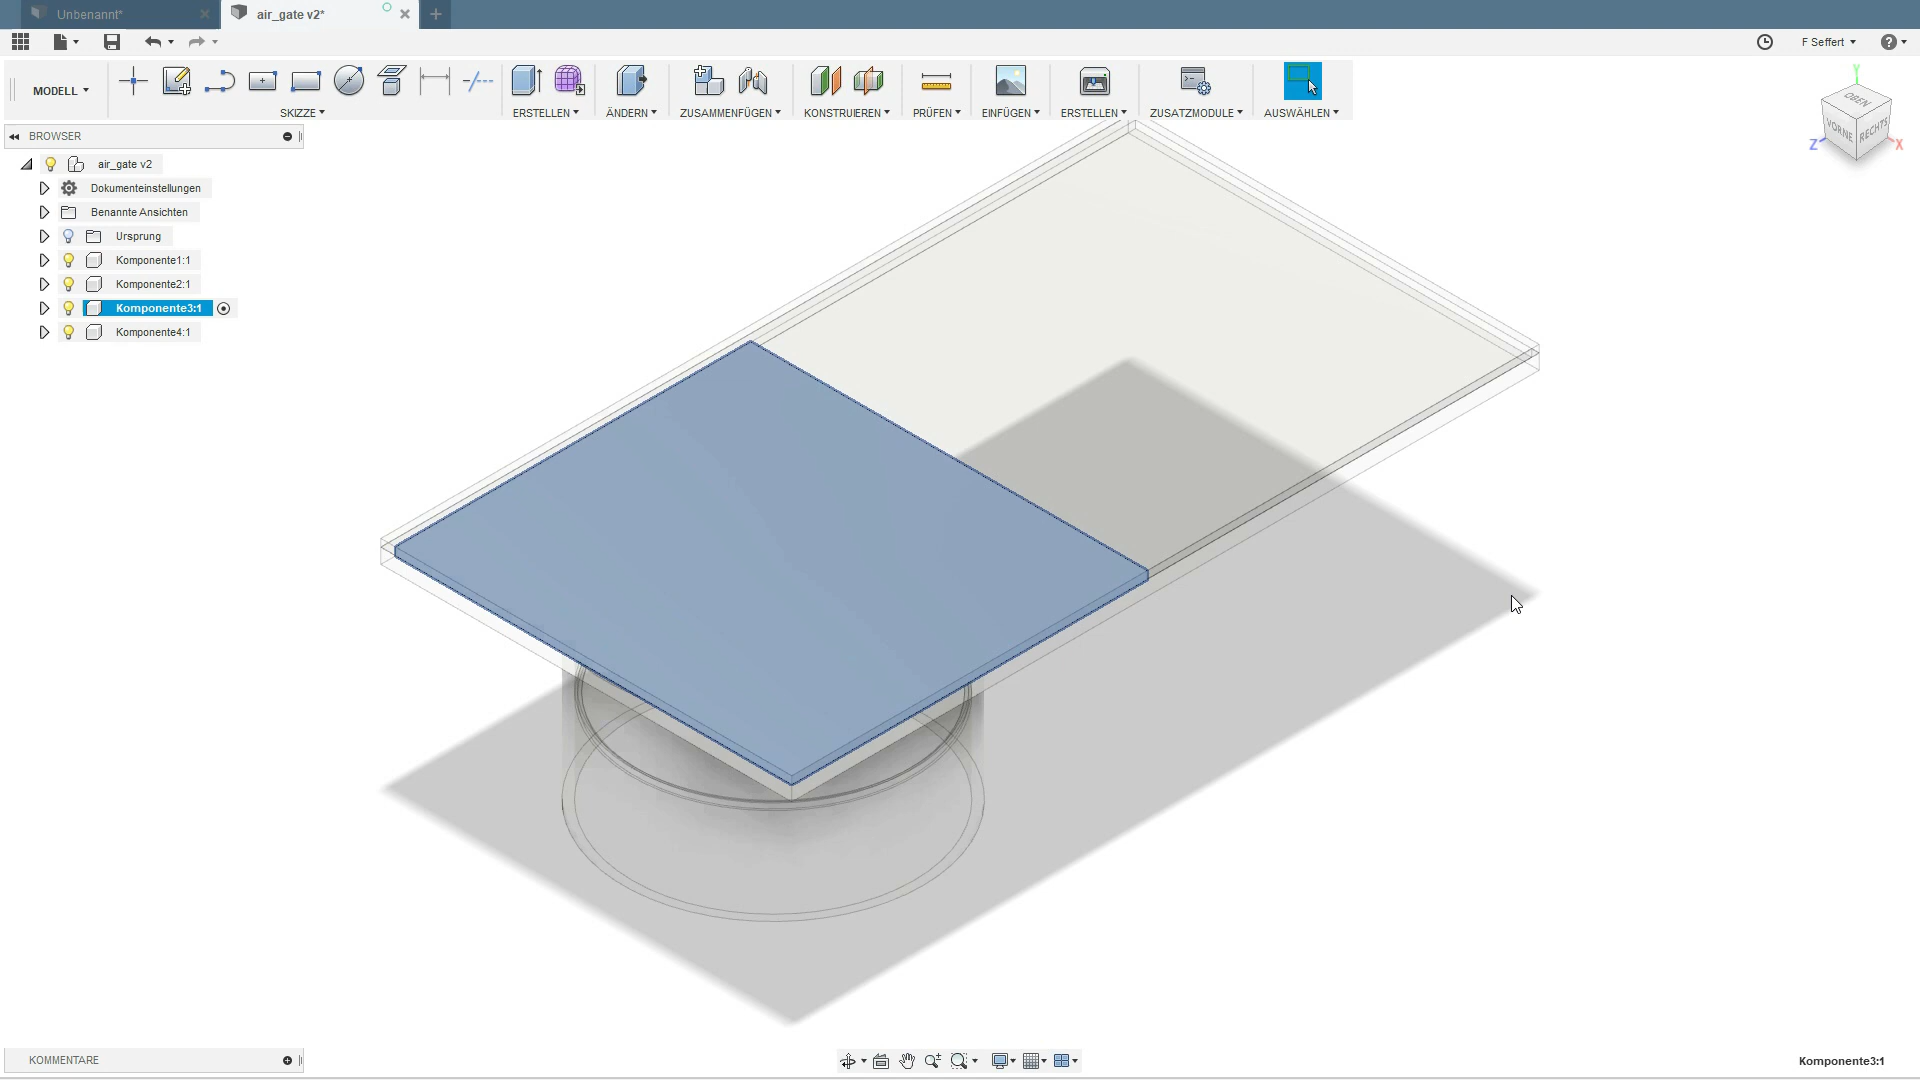 Unbenannt*
air_gate v2*
F Seffert
MODELL
SKIZZE
ERSTELLEN
ÄNDERN
ZUSAMMENFÜGEN
KONSTRUIEREN
PRÜFEN
EINFÜGEN
ERSTELLEN
ZUSATZMODULE
AUSWÄHLEN
BROWSER
air_gate v2
Dokumenteinstellungen
Benannte Ansichten
Ursprung
Komponente1:1
Komponente2:1
Komponente3:1
Komponente4:1
Y
OBEN
VORNE
RECHTS
Z
X
KOMMENTARE
Komponente3:1